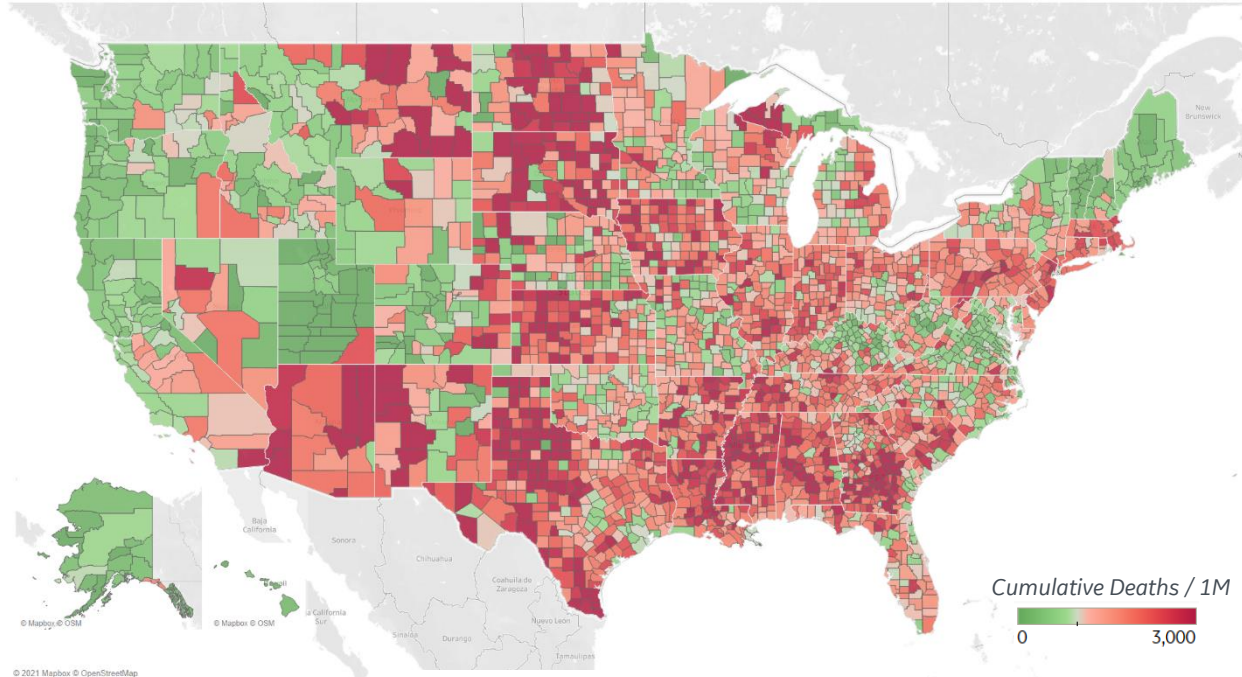 New
Brunswick
Baja
California
Sonora
Chihuahua
Coahuila de
Zaragoza
Nuevo León
Sinaloa
Durango
Tamaulipas
a California
Sur
© Mapbox © OSM
© Mapbox © OSM
Cumulative Deaths / 1M
0
3,000
© 2021 Mapbox © OpenStreetMap